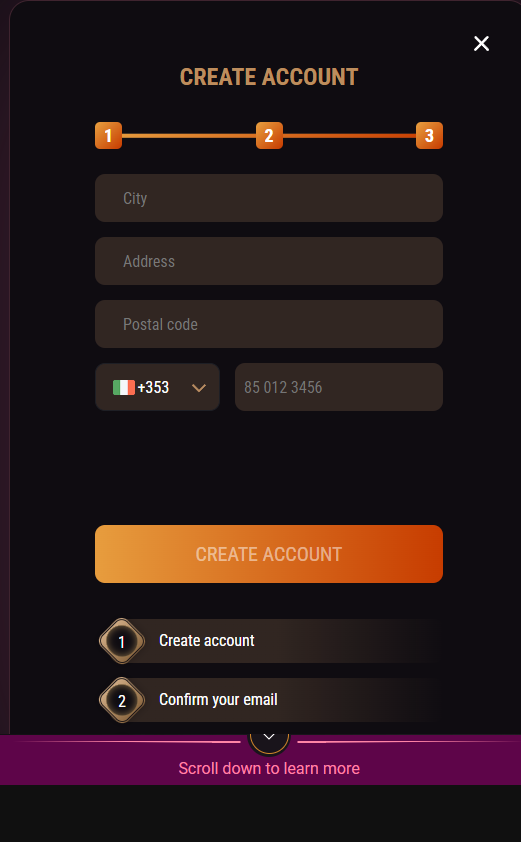 CREATE ACCOUNT
1 2 3
City
Address
Postal code
+353 85 012 3456
CREATE ACCOUNT
1 Create account
2 Confirm your email
Scroll down to learn more